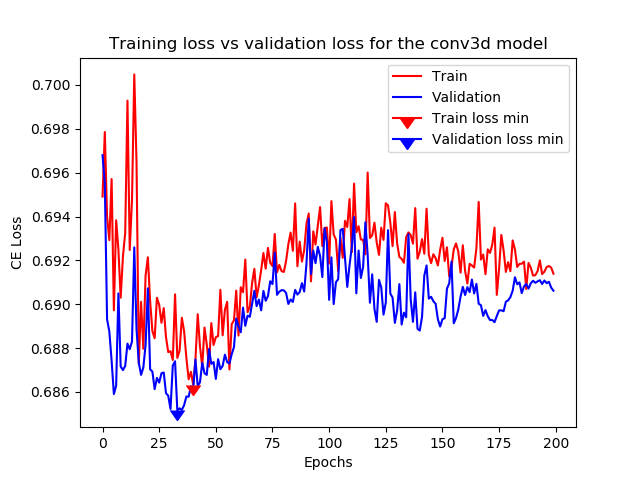 Training loss vs validation loss for the conv3d model
Train
Validation
Train loss min
Validation loss min
CE Loss
0.700
0.698
0.696
0.694
0.692
0.690
0.688
0.686
0 25 50 75 100 125 150 175 200
Epochs